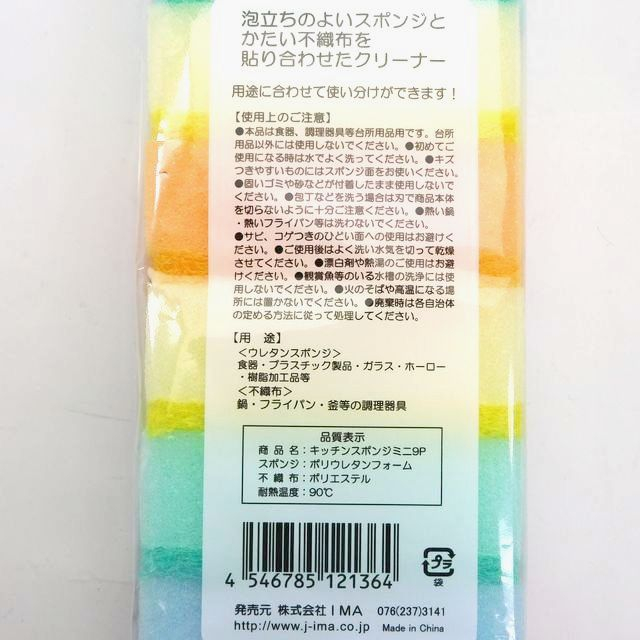 泡立ちのよいスポンジと
かたい不織布を
貼り合わせたクリーナー
用途に合わせて使い分けができます！
【使用上のご注意】
●本品は食器、調理器具等台所用品用です。台所
用品以外には使用しないでください。●初めてご
使用になる時は水でよく洗ってください。●キズ
つきやすいものにはスポンジ面をお使いください。
●固いゴミや砂などが付着したまま使用しないで
ください。●包丁などを洗う場合は刃で商品本体
を切らないように十分ご注意ください。●熱い鍋
・熱いフライパン等は洗わないでください。
●サビ、コゲつきのひどい面への使用はお避けく
ださい。●ご使用後はよく洗い水気を切って乾燥
させてください。●漂白剤や熱湯のご使用はお避
けください。●観賞魚等のいる水槽の洗浄には使
用しないでください。●火のそばや高温になる場
所には置かないでください。●廃棄時は各自治体
の定める方法に従って処理してください。
【用　途】
＜ウレタンスポンジ＞
食器・プラスチック製品・ガラス・ホーロー
・樹脂加工品等
＜不織布＞
鍋・フライパン・釜等の調理器具
品質表示
商 品 名：キッチンスポンジミニ9P
スポンジ：ポリウレタンフォーム
不 織 布：ポリエステル
耐熱温度：90℃
4 546785 121364
プラ
袋
発売元 株式会社ＩＭＡ 076(237)3141
http://www.j-ima.co.jp Made in China